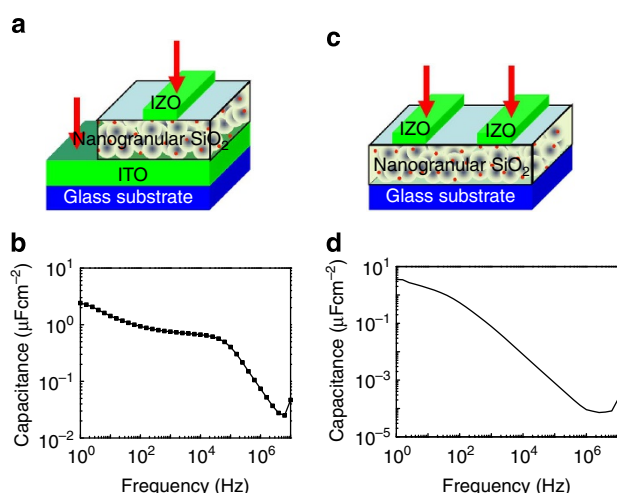 a
IZO
Nanogranular SiO₂
ITO
Glass substrate
c
IZO IZO
Nanogranular SiO₂
Glass substrate
b
Capacitance (μFcm⁻²)
10¹
10⁰
10⁻¹
10⁻²
10⁰ 10² 10⁴ 10⁶
Frequency (Hz)
d
Capacitance (μFcm⁻²)
10¹
10⁻¹
10⁻³
10⁻⁵
10⁰ 10² 10⁴ 10⁶
Frequency (Hz)